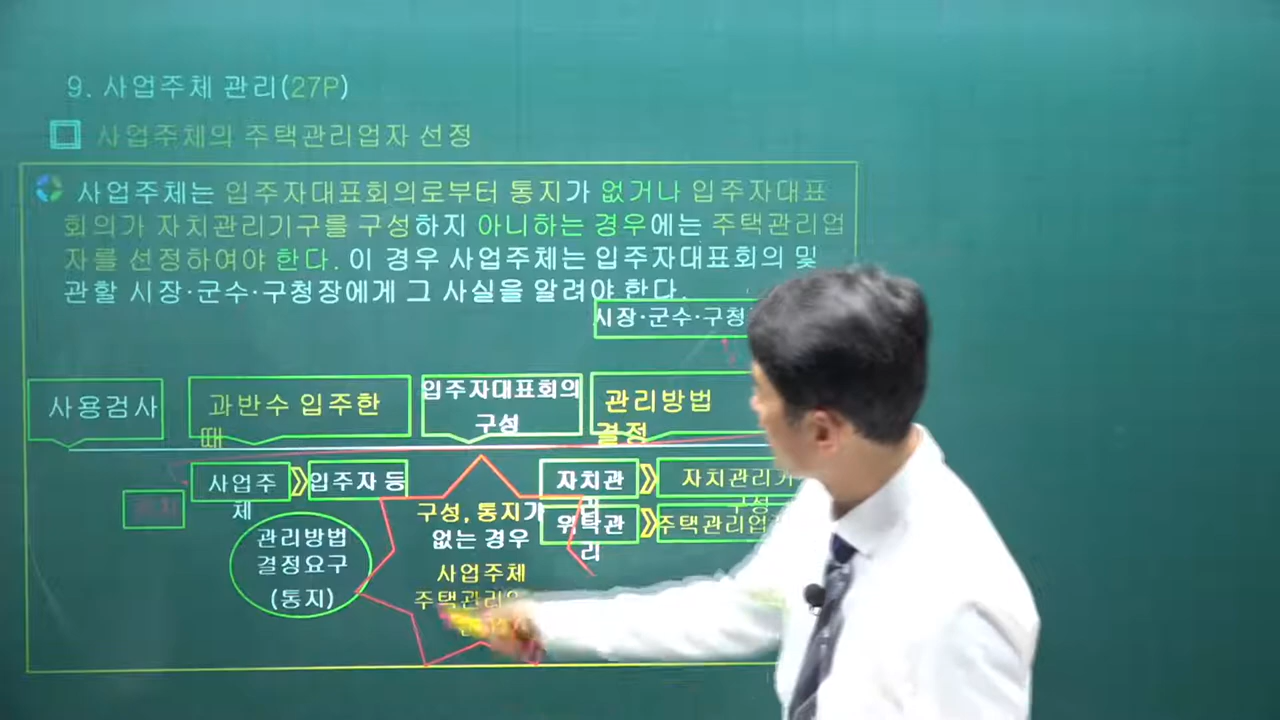 9. 사업주체 관리(27P)
사업주체의 주택관리업자 선정
사업주체는 입주자대표회의로부터 통지가 없거나 입주자대표
회의가 자치관리기구를 구성하지 아니하는 경우에는 주택관리업
자를 선정하여야 한다. 이 경우 사업주체는 입주자대표회의 및
관할 시장·군수·구청장에게 그 사실을 알려야 한다.
시장·군수·구청
사용검사
과반수 입주한
때
입주자대표회의
구성
관리방법
결정
사업주
체
입주자 등
관리방법
결정요구
(통지)
구성, 통지가
없는 경우
사업주체
주택관리업
자치관
리
자치관리기
구성
위탁관
리
주택관리업